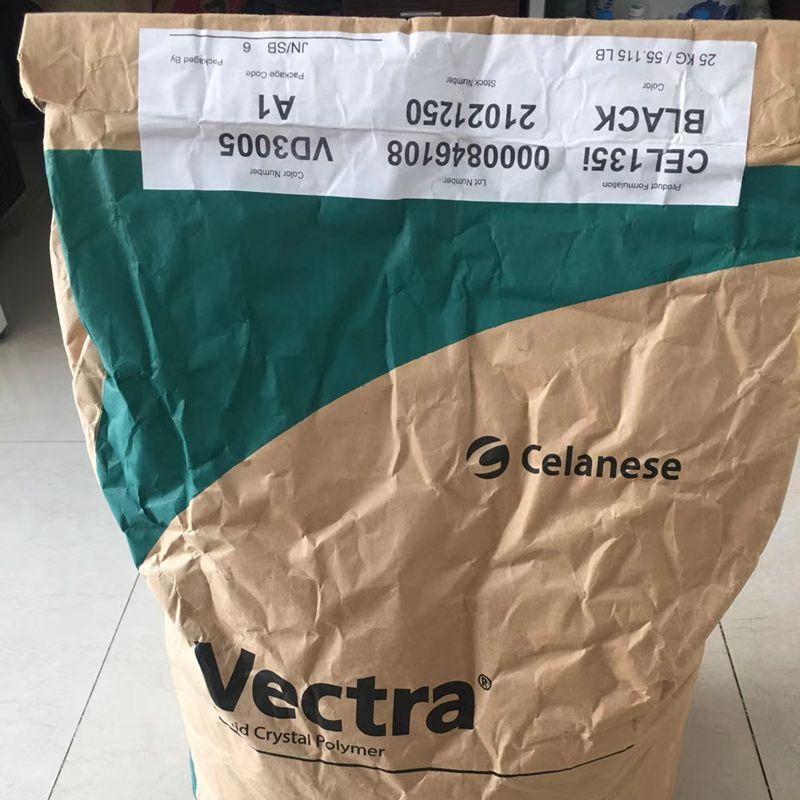 Product Formulation Lot Number Color Number
CEL135i 0000846108 VD3005
BLACK 21021250 A1
Color Stock Number Package Code
25 KG / 55.115 LB Packaged By JN/SB 6
Celanese
Vectra®
uid Crystal Polymer